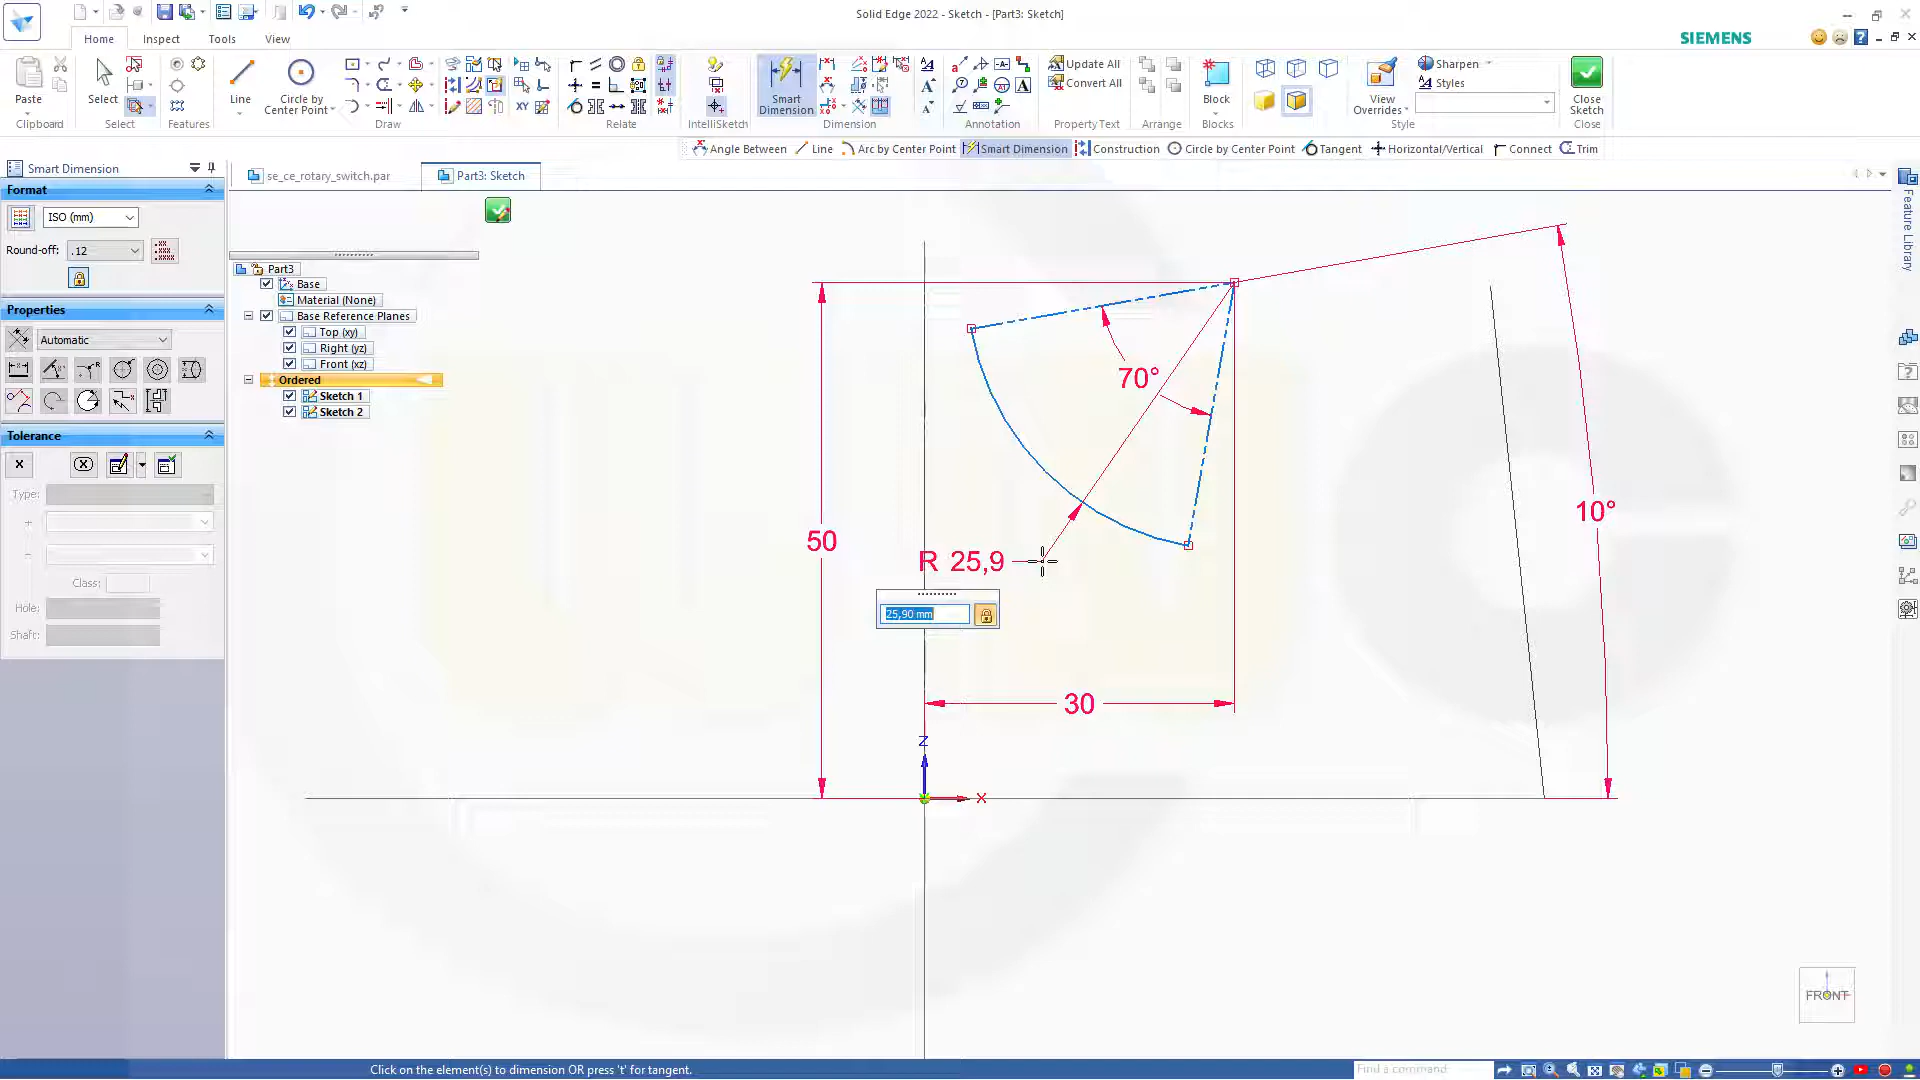 Solid Edge 2022 - Sketch - [Part3: Sketch]
Home
Inspect
Tools
View
SIEMENS
Paste
Clipboard
Select
Select
Features
Line
Circle by
Center Point
Draw
Relate
IntelliSketch
Smart
Dimension
Dimension
Annotation
Update All
Convert All
Property Text
Arrange
Block
Blocks
View
Overrides
Sharpen
Styles
Style
Close
Sketch
Close
Angle Between
Line
Arc by Center Point
Smart Dimension
Construction
Circle by Center Point
Tangent
Horizontal/Vertical
Connect
Trim
Smart Dimension
se_ce_rotary_switch.par
Part3: Sketch
Format
ISO (mm)
Round-off:
.12
Properties
Automatic
Tolerance
Type:
Class:
Hole:
Shaft:
Part3
Base
Material (None)
Base Reference Planes
Top (xy)
Right (yz)
Front (xz)
Ordered
Sketch 1
Sketch 2
70°
50
R 25,9
10°
25,90 mm
30
Z
X
Feature Library
FRONT
Click on the element(s) to dimension OR press 't' for tangent.
Find a command